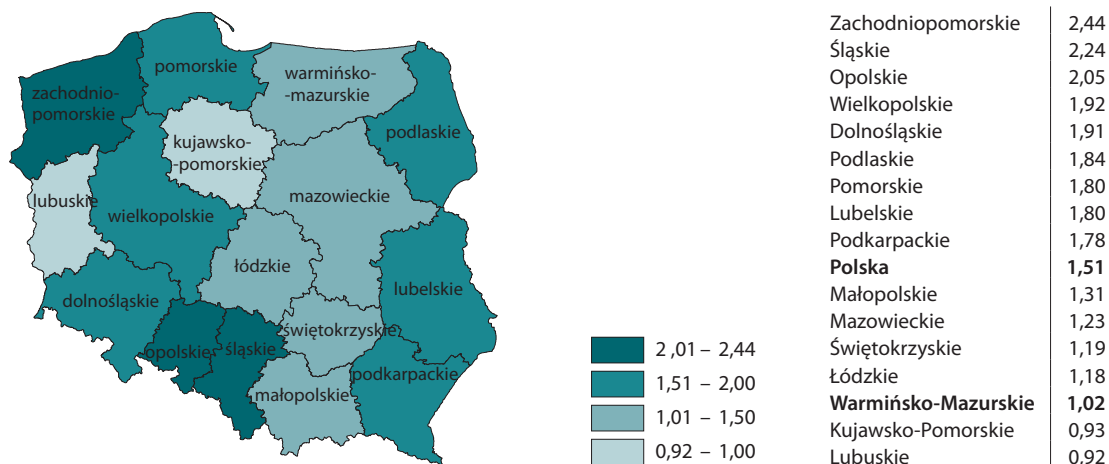 pomorskie
warmińsko-
-mazurskie
zachodnio-
pomorskie
podlaskie
kujawsko-
-pomorskie
mazowieckie
lubuskie
wielkopolskie
łódzkie
lubelskie
dolnośląskie
świętokrzyskie
opolskie
śląskie
podkarpackie
małopolskie
2 ,01 – 2,44
1,51 – 2,00
1,01 – 1,50
0,92 – 1,00
Zachodniopomorskie 2,44
Śląskie 2,24
Opolskie 2,05
Wielkopolskie 1,92
Dolnośląskie 1,91
Podlaskie 1,84
Pomorskie 1,80
Lubelskie 1,80
Podkarpackie 1,78
Polska 1,51
Małopolskie 1,31
Mazowieckie 1,23
Świętokrzyskie 1,19
Łódzkie 1,18
Warmińsko-Mazurskie 1,02
Kujawsko-Pomorskie 0,93
Lubuskie 0,92